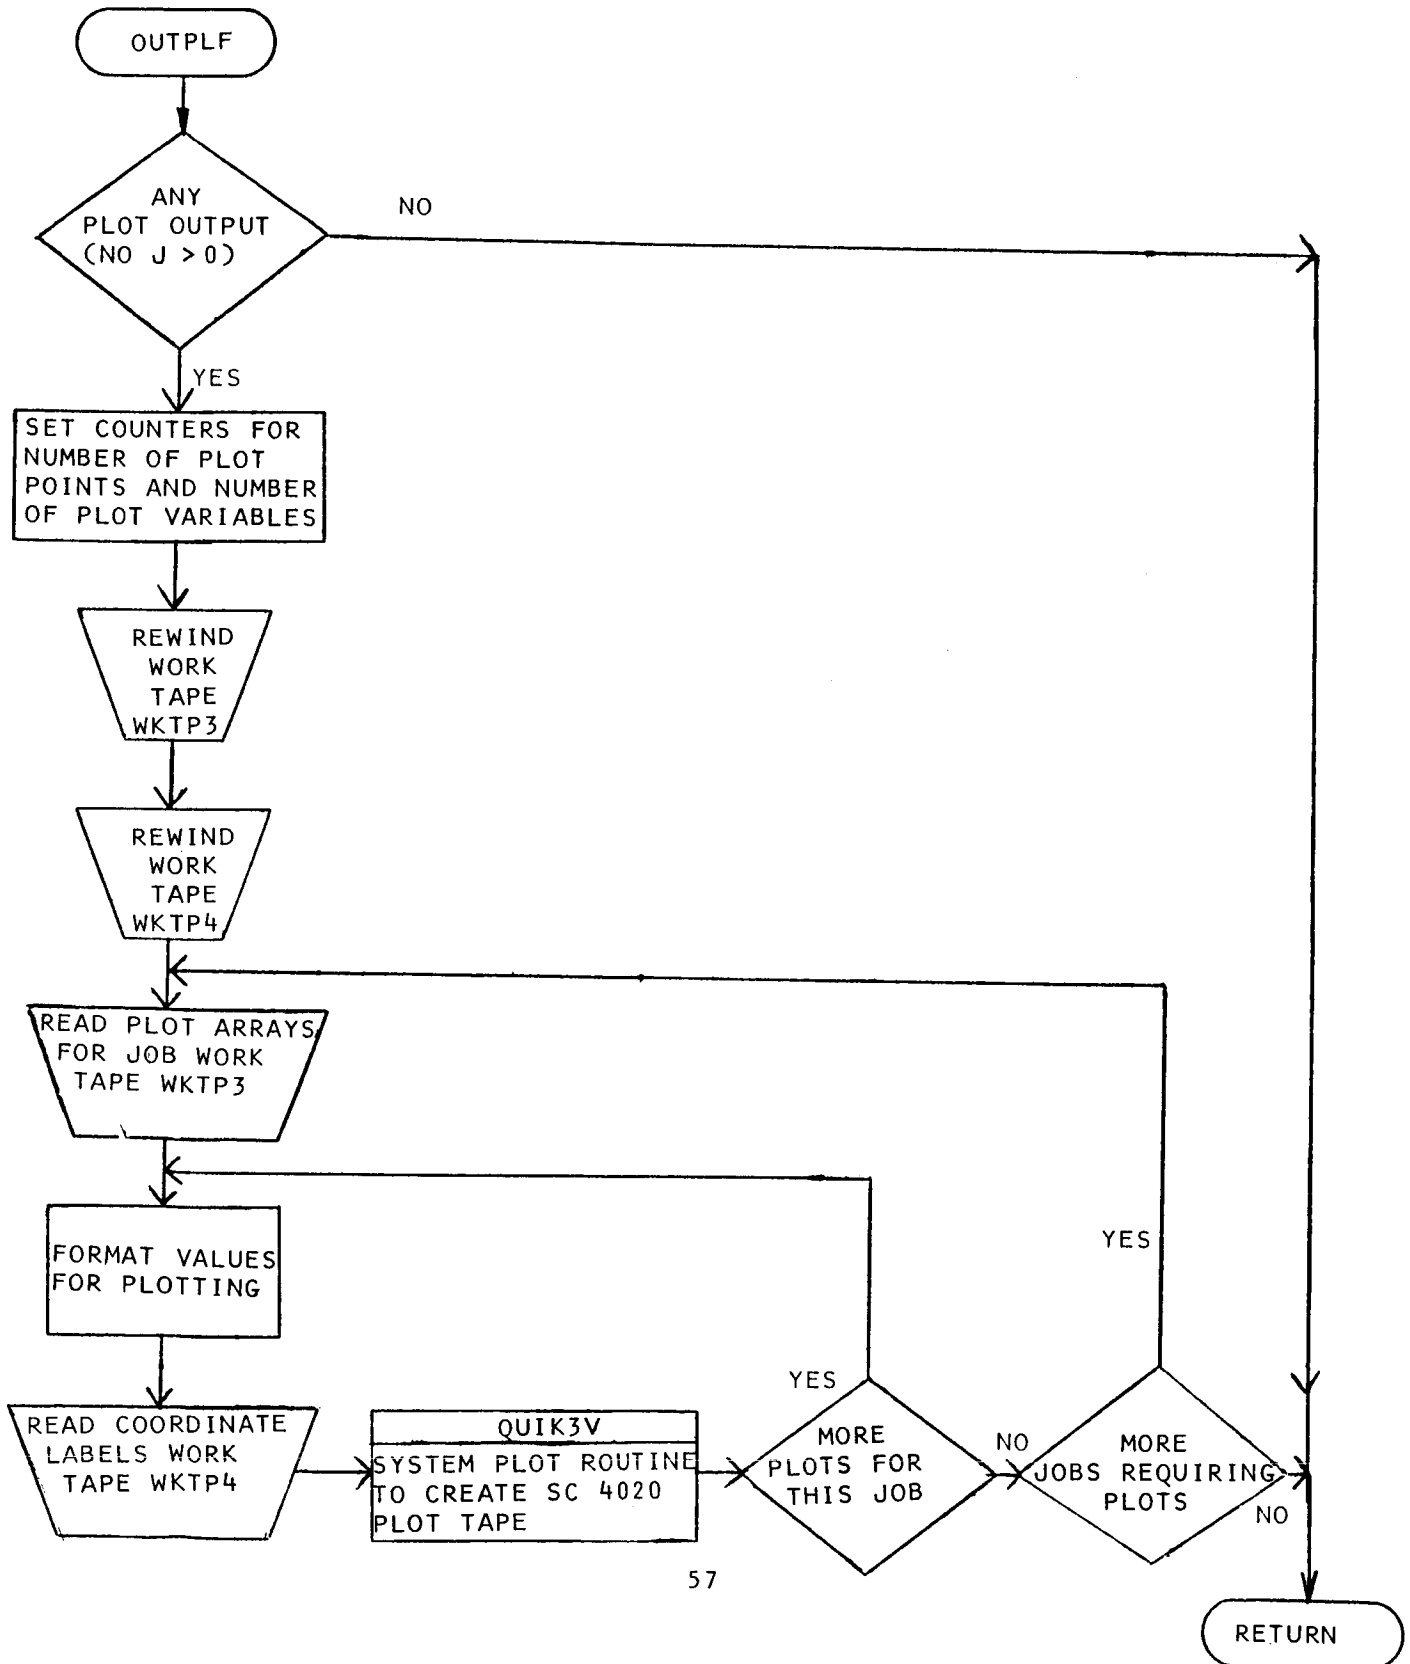 OUTPLF
ANY
PLOT OUTPUT
(NO J > 0)
NO
YES
SET COUNTERS FOR
NUMBER OF PLOT
POINTS AND NUMBER
OF PLOT VARIABLES
REWIND
WORK
TAPE
WKTP3
REWIND
WORK
TAPE
WKTP4
READ PLOT ARRAYS
FOR JOB WORK
TAPE WKTP3
FORMAT VALUES
FOR PLOTTING
READ COORDINATE
LABELS WORK
TAPE WKTP4
QUIK3V
SYSTEM PLOT ROUTINE
TO CREATE SC 4020
PLOT TAPE
YES
MORE
PLOTS FOR
THIS JOB
NO
YES
MORE
JOBS REQUIRING
PLOTS
NO
RETURN
57